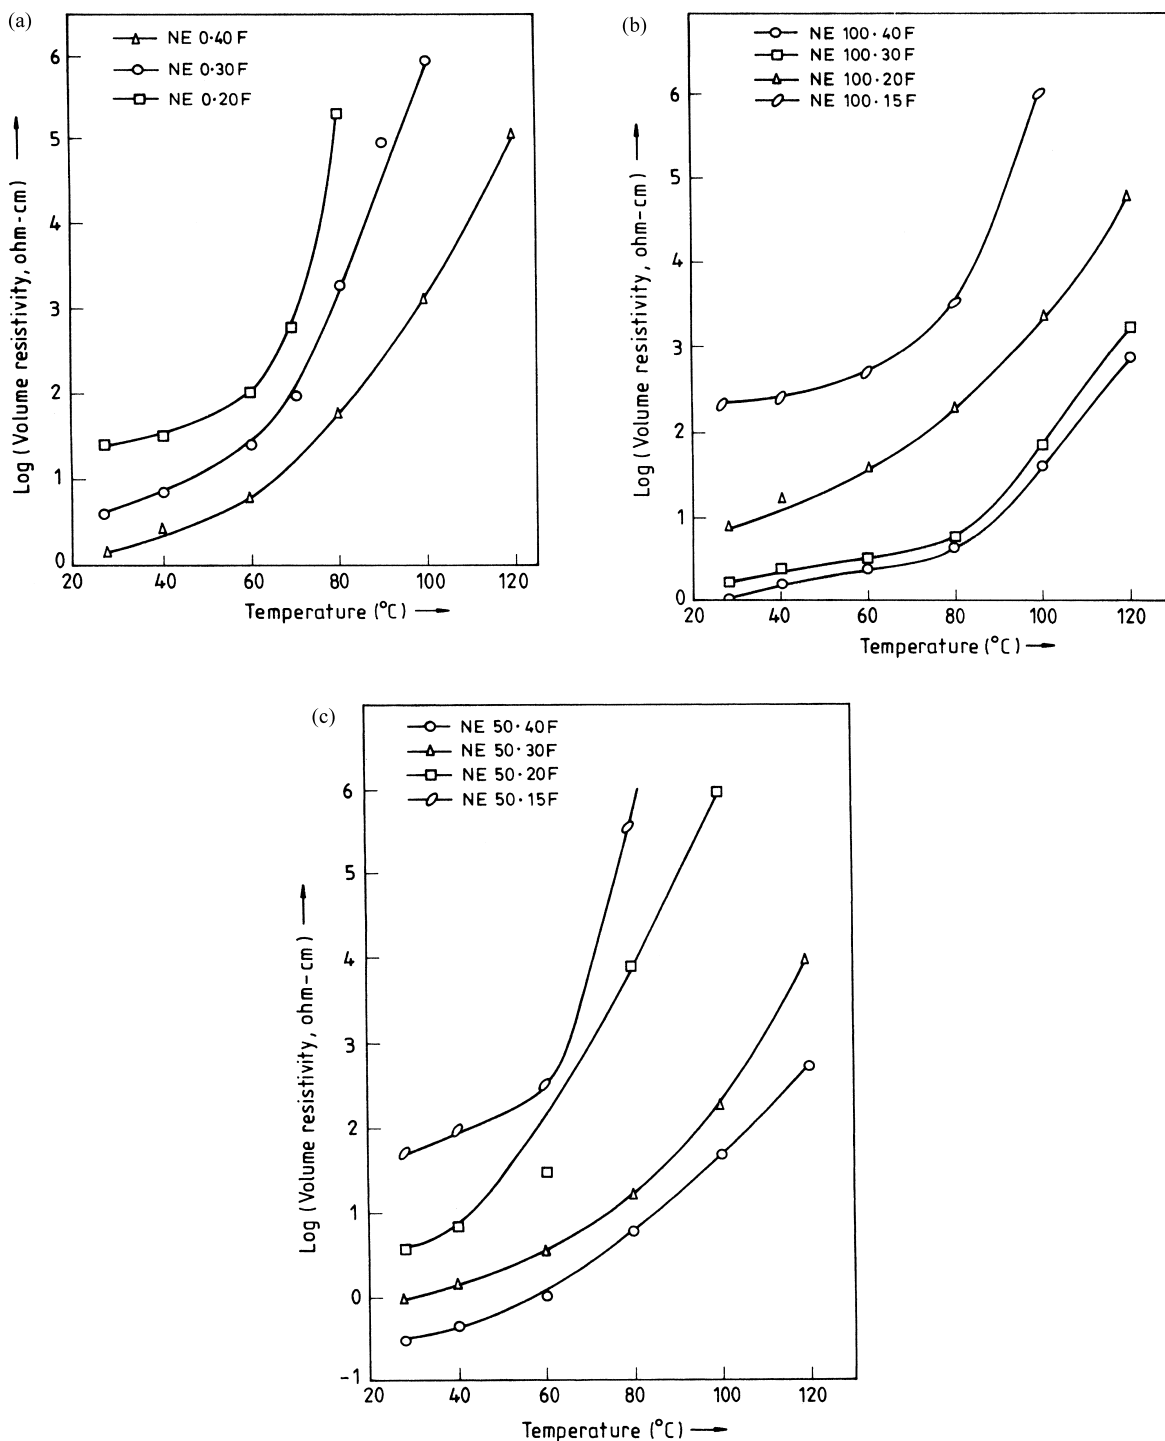 (a)
NE 0·40F
NE 0·30F
NE 0·20F
6
5
4
3
2
1
0
Log (Volume resistivity, ohm-cm)
20 40 60 80 100 120
Temperature (°C)
(b)
NE 100·40F
NE 100·30F
NE 100·20F
NE 100·15F
6
5
4
3
2
1
0
Log (Volume resistivity, ohm-cm)
20 40 60 80 100 120
Temperature (°C)
(c)
NE 50·40F
NE 50·30F
NE 50·20F
NE 50·15F
6
5
4
3
2
1
0
-1
Log (Volume resistivity, ohm-cm)
20 40 60 80 100 120
Temperature (°C)